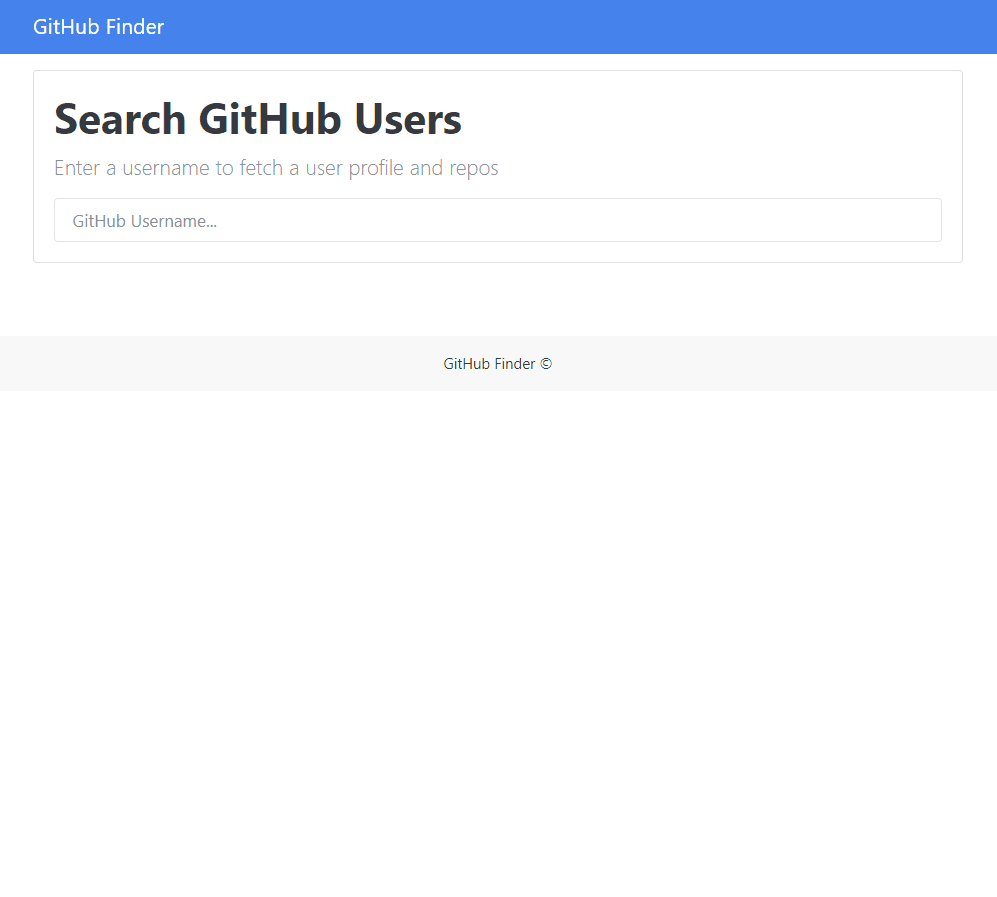 GitHub Finder
Search GitHub Users
Enter a username to fetch a user profile and repos
GitHub Username...
GitHub Finder ©